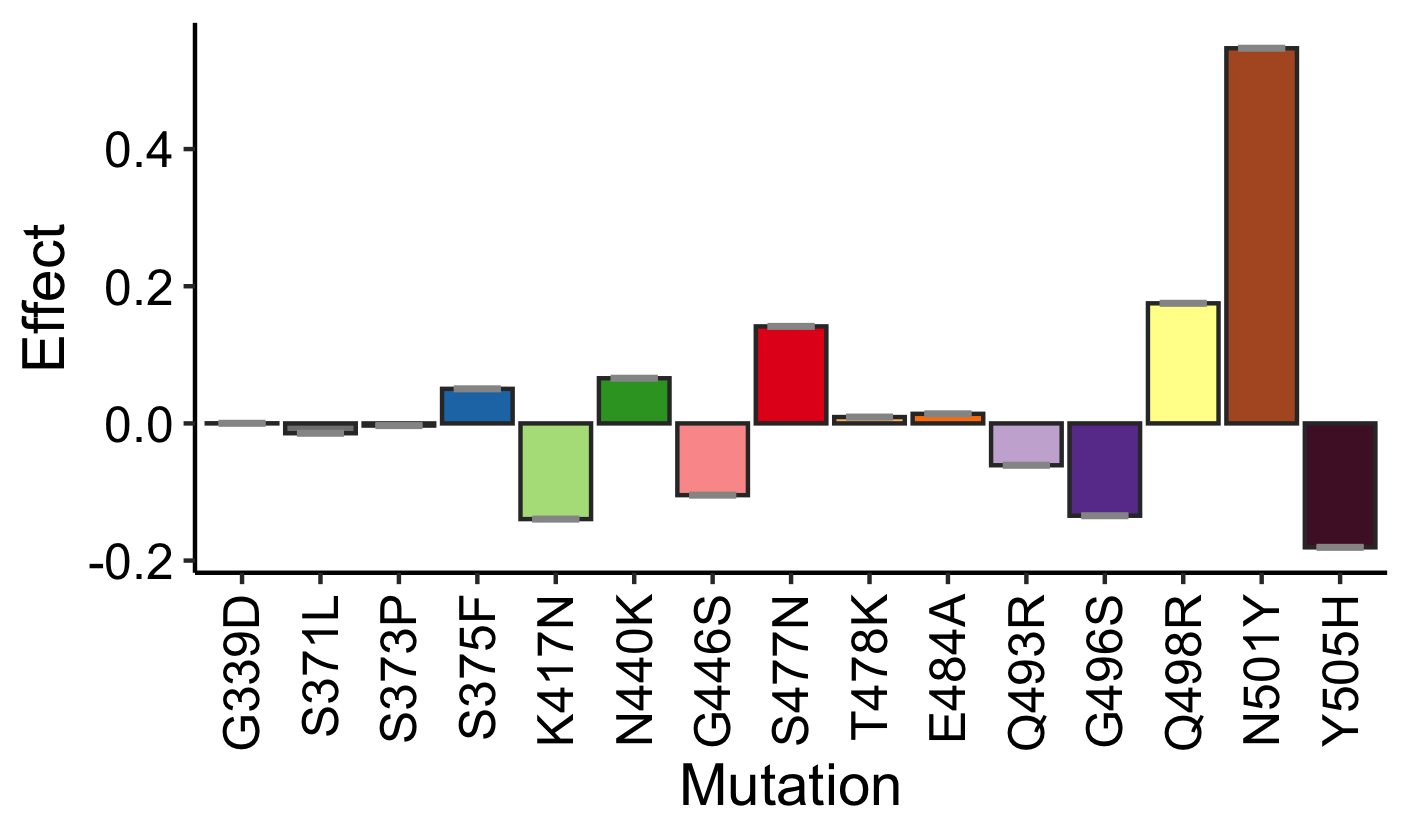 Effect
0.4
0.2
0.0
-0.2
G339D
S371L
S373P
S375F
K417N
N440K
G446S
S477N
T478K
E484A
Q493R
G496S
Q498R
N501Y
Y505H
Mutation